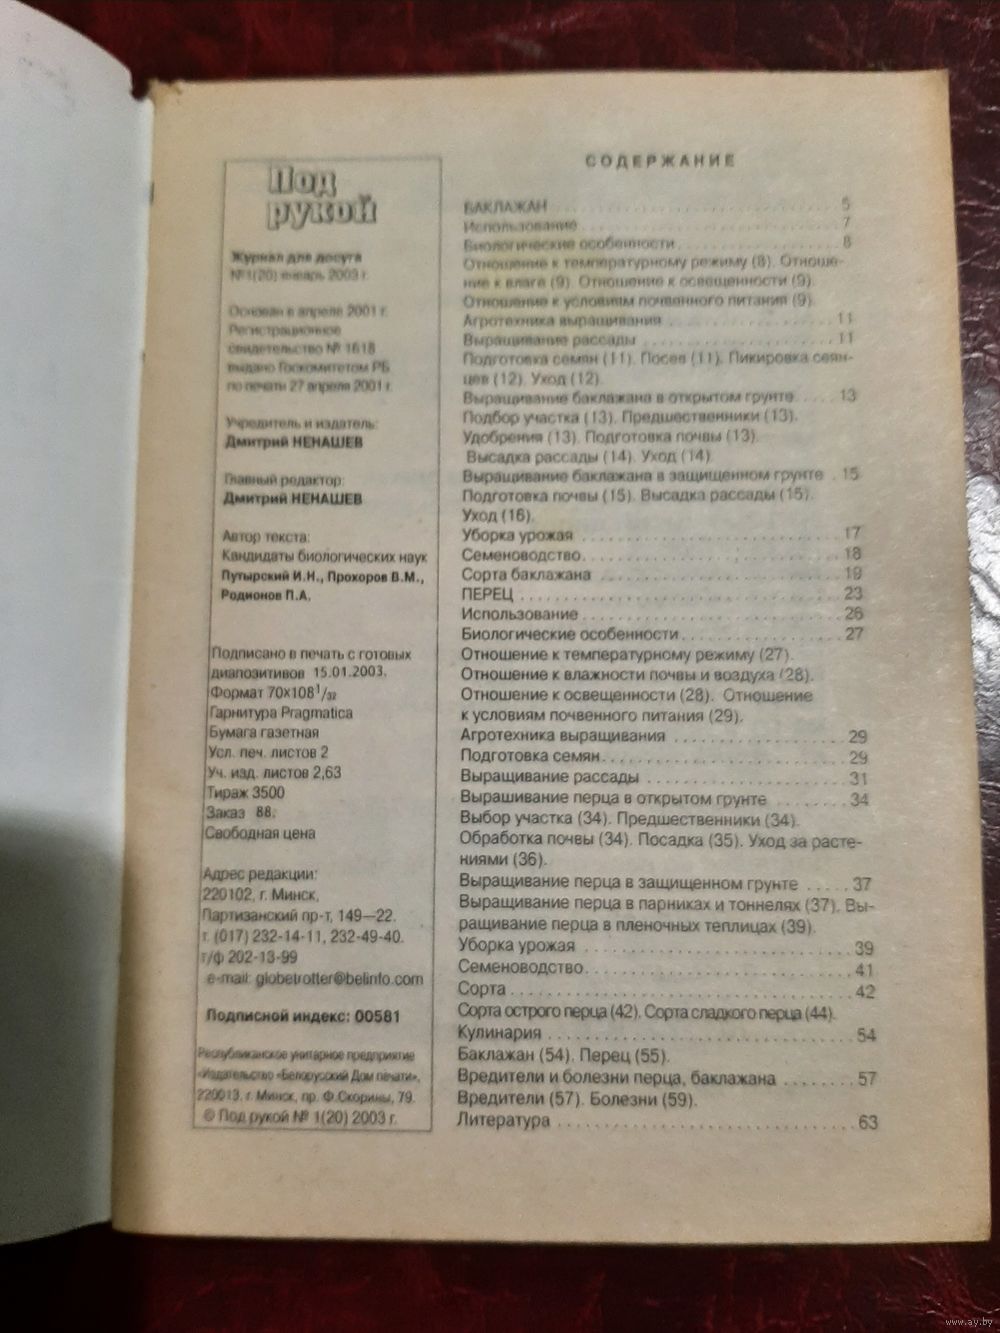 Под
рукой
Журнал для досуга
№ 1(20) январь 2003 г.
Основан в апреле 2001 г.
Регистрационное
свидетельство № 1618
выдано Госкомитетом РБ
по печати 27 апреля 2001 г.
Учредитель и издатель:
Дмитрий НЕНАШЕВ
Главный редактор:
Дмитрий НЕНАШЕВ
Автор текста:
Кандидаты биологических наук
Путырский И.Н., Прохоров В.М.,
Родионов П.А.
Подписано в печать с готовых
диапозитивов 15.01.2003.
Формат 70х108¹/₃₂
Гарнитура Pragmatica
Бумага газетная
Усл. печ. листов 2
Уч. изд. листов 2,63
Тираж 3500
Заказ 88.
Свободная цена
Адрес редакции:
220102, г. Минск,
Партизанский пр-т, 149—22.
т. (017) 232-14-11, 232-49-40.
т/ф 202-13-99
e-mail: globetrotter@belinfo.com
Подписной индекс: 00581
Республиканское унитарное предприятие
«Издательство «Белорусский Дом печати»,
220013, г. Минск, пр. Ф.Скорины, 79.
© Под рукой № 1(20) 2003 г.
СОДЕРЖАНИЕ
БАКЛАЖАН . . . . . . . . . . 5
Использование . . . . . . . . . . 7
Биологические особенности . . . . . . . . . . 8
Отношение к температурному режиму (8). Отноше-
ние к влаге (9). Отношение к освещенности (9).
Отношение к условиям почвенного питания (9).
Агротехника выращивания . . . . . . . . . . 11
Выращивание рассады . . . . . . . . . . 11
Подготовка семян (11). Посев (11). Пикировка сеян-
цев (12). Уход (12).
Выращивание баклажана в открытом грунте . . . . . 13
Подбор участка (13). Предшественники (13).
Удобрения (13). Подготовка почвы (13).
Высадка рассады (14). Уход (14)
Выращивание баклажана в защищенном грунте . 15
Подготовка почвы (15). Высадка рассады (15).
Уход (16).
Уборка урожая . . . . . . . . . . 17
Семеноводство . . . . . . . . . . 18
Сорта баклажана . . . . . . . . . . 19
ПЕРЕЦ . . . . . . . . . . 23
Использование . . . . . . . . . . 26
Биологические особенности . . . . . . . . . . 27
Отношение к температурному режиму (27).
Отношение к влажности почвы и воздуха (28).
Отношение к освещенности (28). Отношение
к условиям почвенного питания (29).
Агротехника выращивания . . . . . . . . . . 29
Подготовка семян . . . . . . . . . . 29
Выращивание рассады . . . . . . . . . . 31
Вырашивание перца в открытом грунте . . . . . . . 34
Выбор участка (34). Предшественники (34).
Обработка почвы (34). Посадка (35). Уход за расте-
ниями (36).
Выращивание перца в защищенном грунте . . . . . 37
Выращивание перца в парниках и тоннелях (37). Вы-
ращивание перца в пленочных теплицах (39).
Уборка урожая . . . . . . . . . . 39
Семеноводство . . . . . . . . . . 41
Сорта . . . . . . . . . . 42
Сорта острого перца (42). Сорта сладкого перца (44).
Кулинария . . . . . . . . . . 54
Баклажан (54). Перец (55).
Вредители и болезни перца, баклажана . . . . . . . 57
Вредители (57). Болезни (59).
Литература . . . . . . . . . . 63
www.ay.by